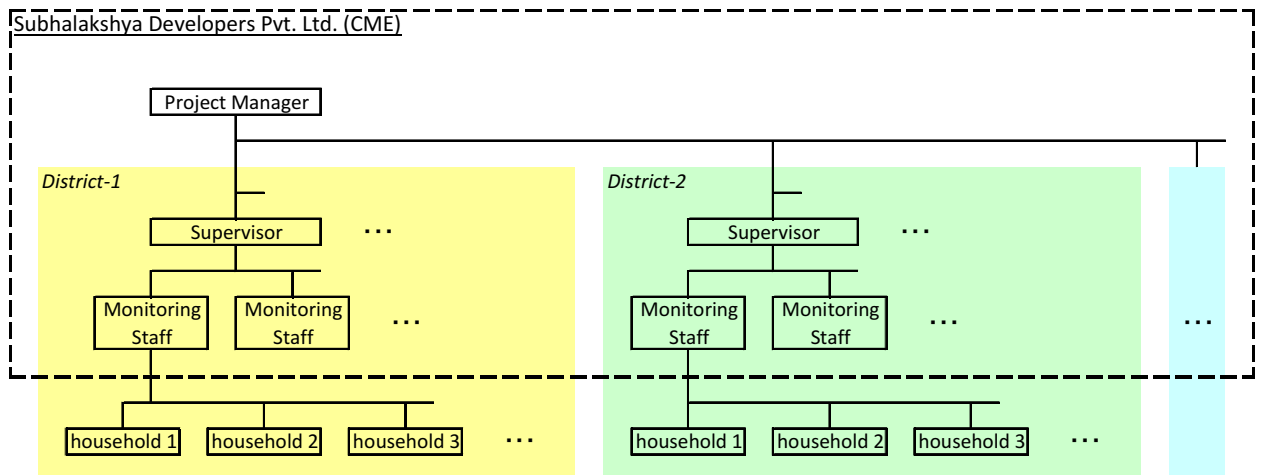 Subhalakshya Developers Pvt. Ltd. (CME)
Project Manager
District-1
District-2
Supervisor
...
Supervisor
...
Monitoring
Staff
Monitoring
Staff
...
Monitoring
Staff
Monitoring
Staff
...
...
household 1
household 2
household 3
...
household 1
household 2
household 3
...